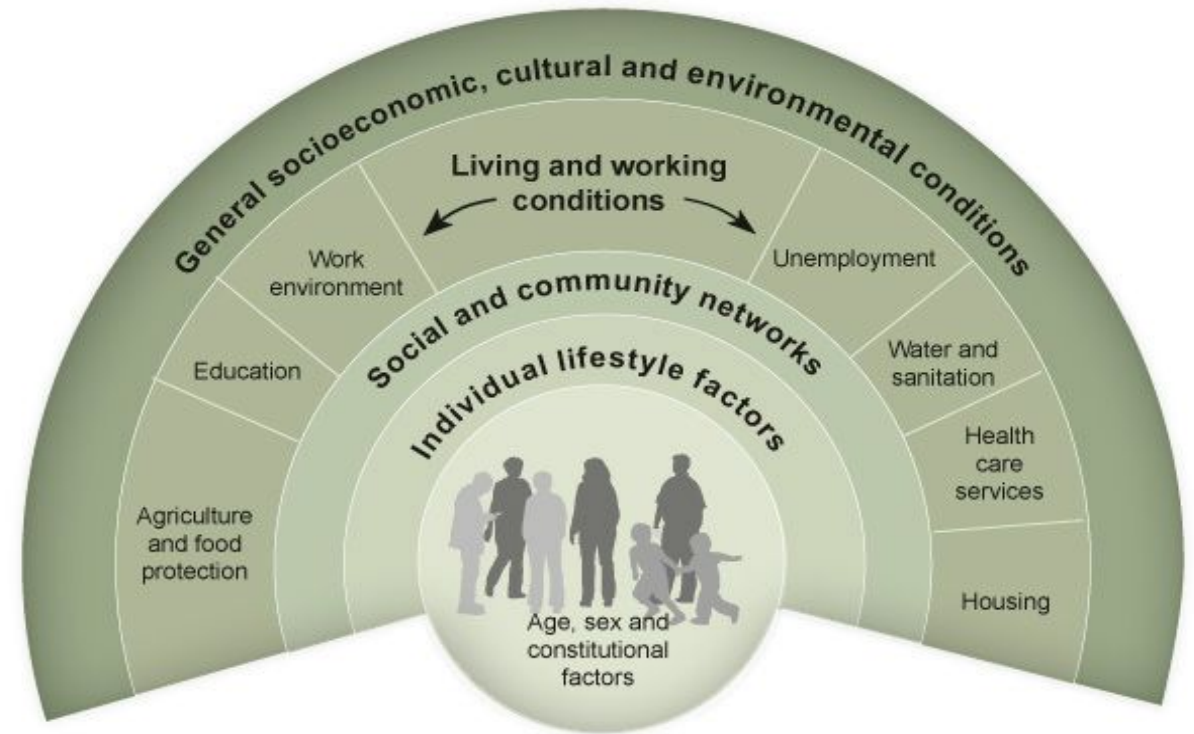 General socioeconomic, cultural and environmental conditions
Living and working
conditions
Work
environment
Unemployment
Education
Water and
sanitation
Agriculture
and food
protection
Health
care
services
Housing
Social and community networks
Individual lifestyle factors
Age, sex and
constitutional
factors